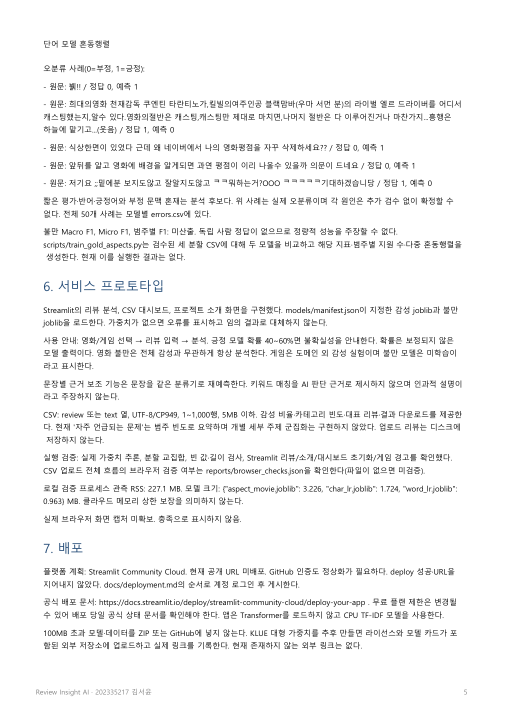 단어 모델 혼동행렬
오분류 사례(0=부정, 1=긍정):
- 원문: 뷁!! / 정답 0, 예측 1
- 원문: 희대의영화 천재감독 쿠엔틴 타란티노가,킬빌의여주인공 블랙맘바(우마 서먼 분)의 라이벌 엘르 드라이버를 어디서
캐스팅했는지,알수 있다.영화의절반은 캐스팅,캐스팅만 제대로 마치면,나머지 절반은 다 이루어진거나 마찬가지...흥행은
하늘에 맡기고...(웃음) / 정답 1, 예측 0
- 원문: 식상한면이 있었다 근데 왜 네이버에서 나의 영화평점을 자꾸 삭제하세요?? / 정답 0, 예측 1
- 원문: 앞뒤를 알고 영화에 배경을 알게되면 과연 평점이 이리 나올수 있을까 의문이 드네요 / 정답 0, 예측 1
- 원문: 저기요 ;;밑에분 보지도않고 잘알지도않고 ㅋㅋ뭐하는거?OOO ㅋㅋㅋㅋㅋ기대하겠습니당 / 정답 1, 예측 0
짧은 평가·반어·긍정어와 부정 문맥 혼재는 분석 후보다. 위 사례는 실제 오분류이며 각 원인은 추가 검수 없이 확정할 수
없다. 전체 50개 사례는 모델별 errors.csv에 있다.
불만 Macro F1, Micro F1, 범주별 F1: 미산출. 독립 사람 정답이 없으므로 정량적 성능을 주장할 수 없다.
scripts/train_gold_aspects.py는 검수된 세 분할 CSV에 대해 두 모델을 비교하고 해당 지표·범주별 지원 수·다중 혼동행렬을
생성한다. 현재 이를 실행한 결과는 없다.
6. 서비스 프로토타입
Streamlit의 리뷰 분석, CSV 대시보드, 프로젝트 소개 화면을 구현했다. models/manifest.json이 지정한 감성 joblib과 불만
joblib을 로드한다. 가중치가 없으면 오류를 표시하고 임의 결과로 대체하지 않는다.
사용 안내: 영화/게임 선택 → 리뷰 입력 → 분석. 긍정 모델 확률 40~60%면 불확실성을 안내한다. 확률은 보정되지 않은
모델 출력이다. 영화 불만은 전체 감성과 무관하게 항상 분석한다. 게임은 도메인 외 감성 실험이며 불만 모델은 미학습이
라고 표시한다.
문장별 근거 보조 기능은 문장을 같은 분류기로 재예측한다. 키워드 매칭을 AI 판단 근거로 제시하지 않으며 인과적 설명이
라고 주장하지 않는다.
CSV: review 또는 text 열, UTF-8/CP949, 1~1,000행, 5MB 이하. 감성 비율·카테고리 빈도·대표 리뷰·결과 다운로드를 제공한
다. 현재 '자주 언급되는 문제'는 범주 빈도로 요약하며 개별 세부 주제 군집화는 구현하지 않았다. 업로드 리뷰는 디스크에
저장하지 않는다.
실행 검증: 실제 가중치 추론, 분할 교집합, 빈 값·길이 검사, Streamlit 리뷰/소개/대시보드 초기화/게임 경고를 확인했다.
CSV 업로드 전체 흐름의 브라우저 검증 여부는 reports/browser_checks.json을 확인한다(파일이 없으면 미검증).
로컬 검증 프로세스 관측 RSS: 227.1 MB. 모델 크기: {"aspect_movie.joblib": 3.226, "char_lr.joblib": 1.724, "word_lr.joblib":
0.963} MB. 클라우드 메모리 상한 보장을 의미하지 않는다.
실제 브라우저 화면 캡처 미확보. 충족으로 표시하지 않음.
7. 배포
플랫폼 계획: Streamlit Community Cloud. 현재 공개 URL 미배포. GitHub 인증도 정상화가 필요하다. deploy 성공·URL을
지어내지 않았다. docs/deployment.md의 순서로 계정 로그인 후 게시한다.
공식 배포 문서: https://docs.streamlit.io/deploy/streamlit-community-cloud/deploy-your-app . 무료 플랜 제한은 변경될
수 있어 배포 당일 공식 상태 문서를 확인해야 한다. 앱은 Transformer를 로드하지 않고 CPU TF-IDF 모델을 사용한다.
100MB 초과 모델·데이터를 ZIP 또는 GitHub에 넣지 않는다. KLUE 대형 가중치를 추후 만들면 라이선스와 모델 카드가 포
함된 외부 저장소에 업로드하고 실제 링크를 기록한다. 현재 존재하지 않는 외부 링크는 없다.
Review Insight AI · 202335217 김서윤
5